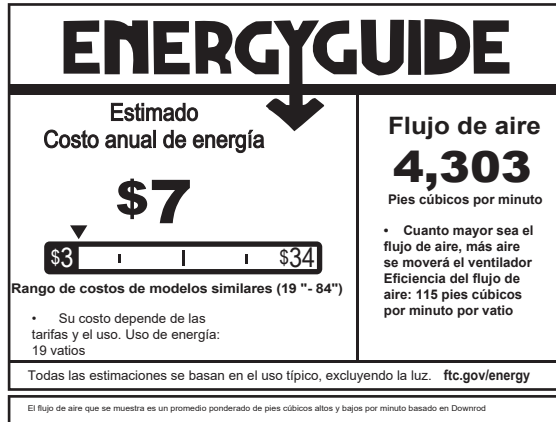 ENERGYGUIDE
Estimado
Costo anual de energía
$7
$3
$34
Rango de costos de modelos similares (19 "- 84")
• Su costo depende de las
tarifas y el uso. Uso de energía:
19 vatios
Flujo de aire
4,303
Pies cúbicos por minuto
• Cuanto mayor sea el
flujo de aire, más aire
se moverá el ventilador
Eficiencia del flujo de
aire: 115 pies cúbicos
por minuto por vatio
Todas las estimaciones se basan en el uso típico, excluyendo la luz. ftc.gov/energy
El flujo de aire que se muestra es un promedio ponderado de pies cúbicos altos y bajos por minuto basado en Downrod